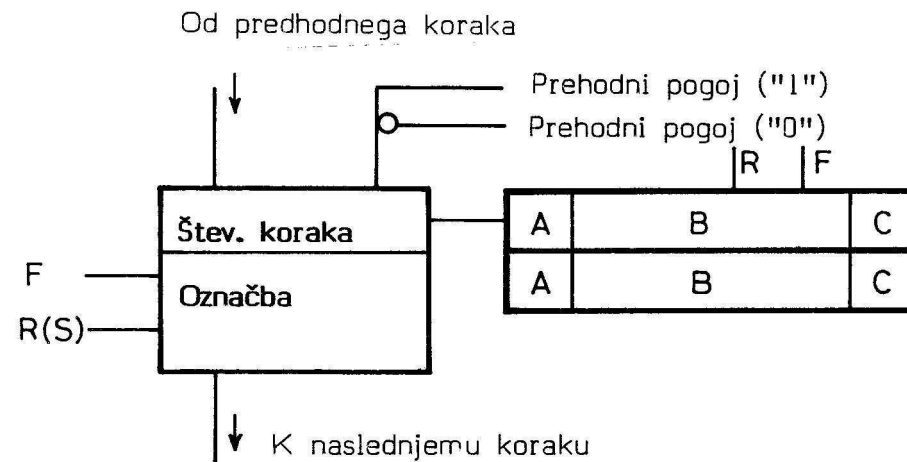 Od predhodnega koraka
Prehodni pogoj ("1")
Prehodni pogoj ("0")
R F
Štev. koraka
A B C
F
Označba
A B C
R(S)
K naslednjemu koraku